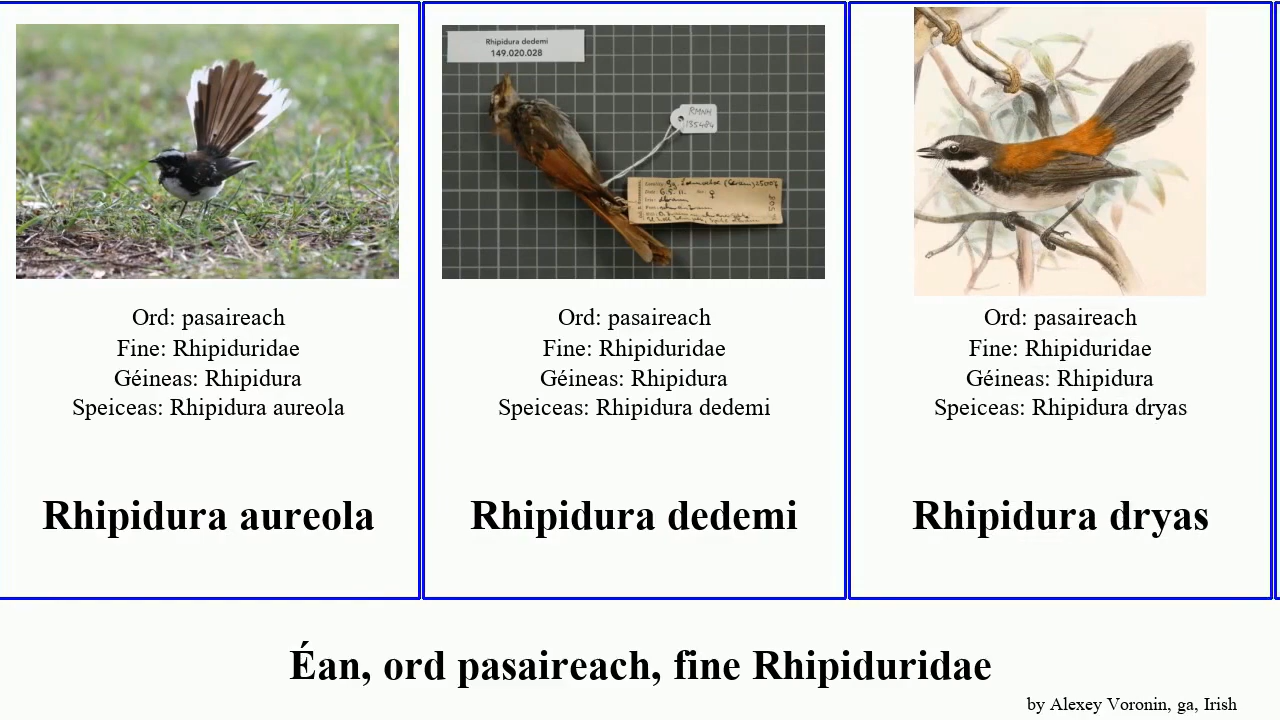 Rhipidura dedemi
149.020.028
RMNH
135484
Ord: pasaireach
Fine: Rhipiduridae
Géineas: Rhipidura
Speiceas: Rhipidura aureola
Rhipidura aureola
Ord: pasaireach
Fine: Rhipiduridae
Géineas: Rhipidura
Speiceas: Rhipidura dedemi
Rhipidura dedemi
Ord: pasaireach
Fine: Rhipiduridae
Géineas: Rhipidura
Speiceas: Rhipidura dryas
Rhipidura dryas
Éan, ord pasaireach, fine Rhipiduridae
by Alexey Voronin, ga, Irish